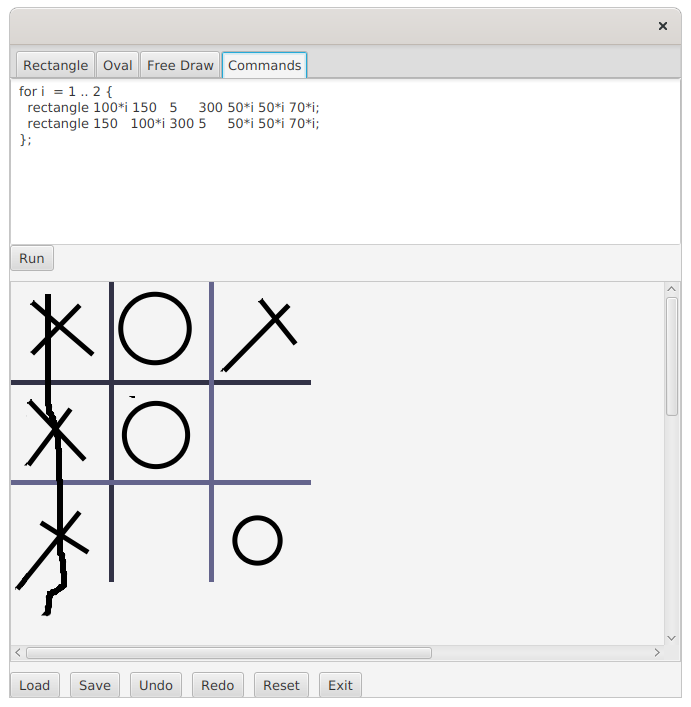 ×
Rectangle Oval Free Draw Commands
for i  = 1 .. 2 {
  rectangle 100*i 150   5     300 50*i 50*i 70*i;
  rectangle 150   100*i 300 5     50*i 50*i 70*i;
};
Run
Load Save Undo Redo Reset Exit